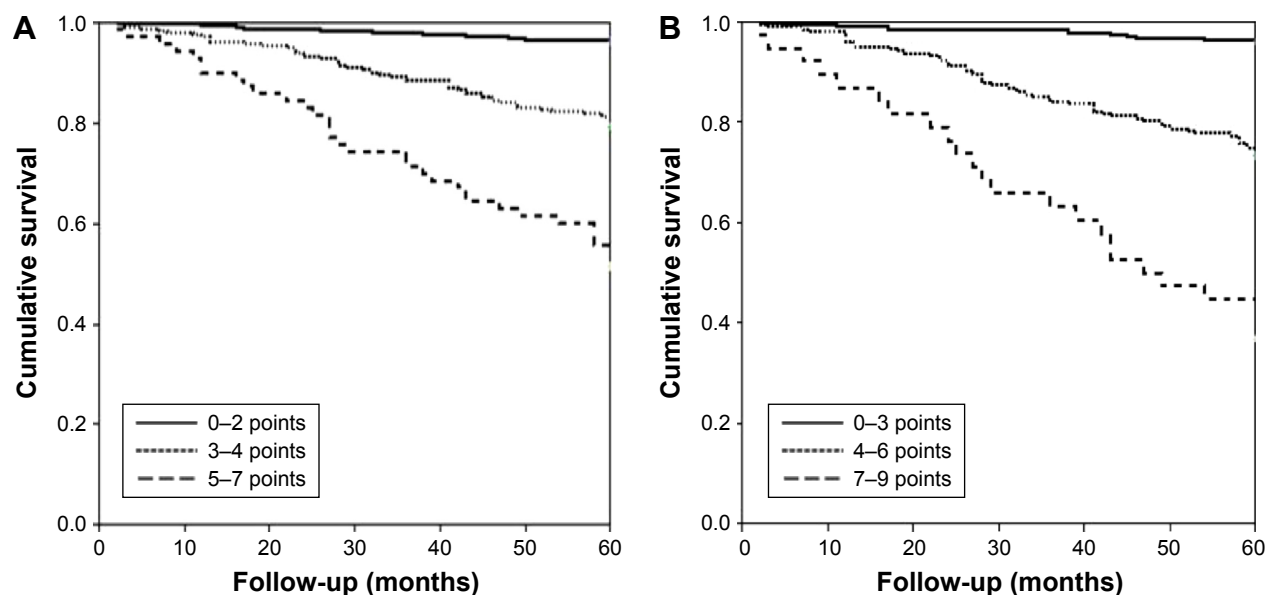 A
1.0
0.8
0.6
0.4
0.2
0.0
Cumulative survival
0–2 points
3–4 points
5–7 points
0 10 20 30 40 50 60
Follow-up (months)
B
1.0
0.8
0.6
0.4
0.2
0.0
Cumulative survival
0–3 points
4–6 points
7–9 points
0 10 20 30 40 50 60
Follow-up (months)